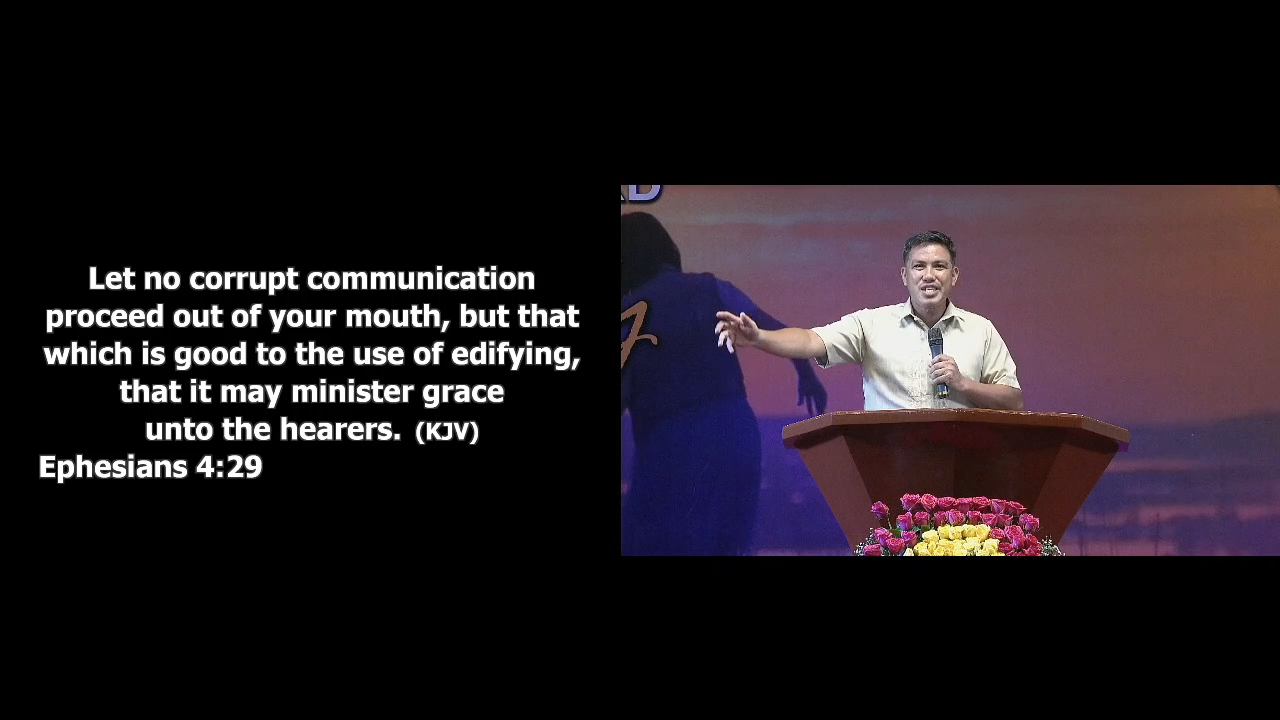 Let no corrupt communication
proceed out of your mouth, but that
which is good to the use of edifying,
that it may minister grace
unto the hearers. (KJV)
Ephesians 4:29